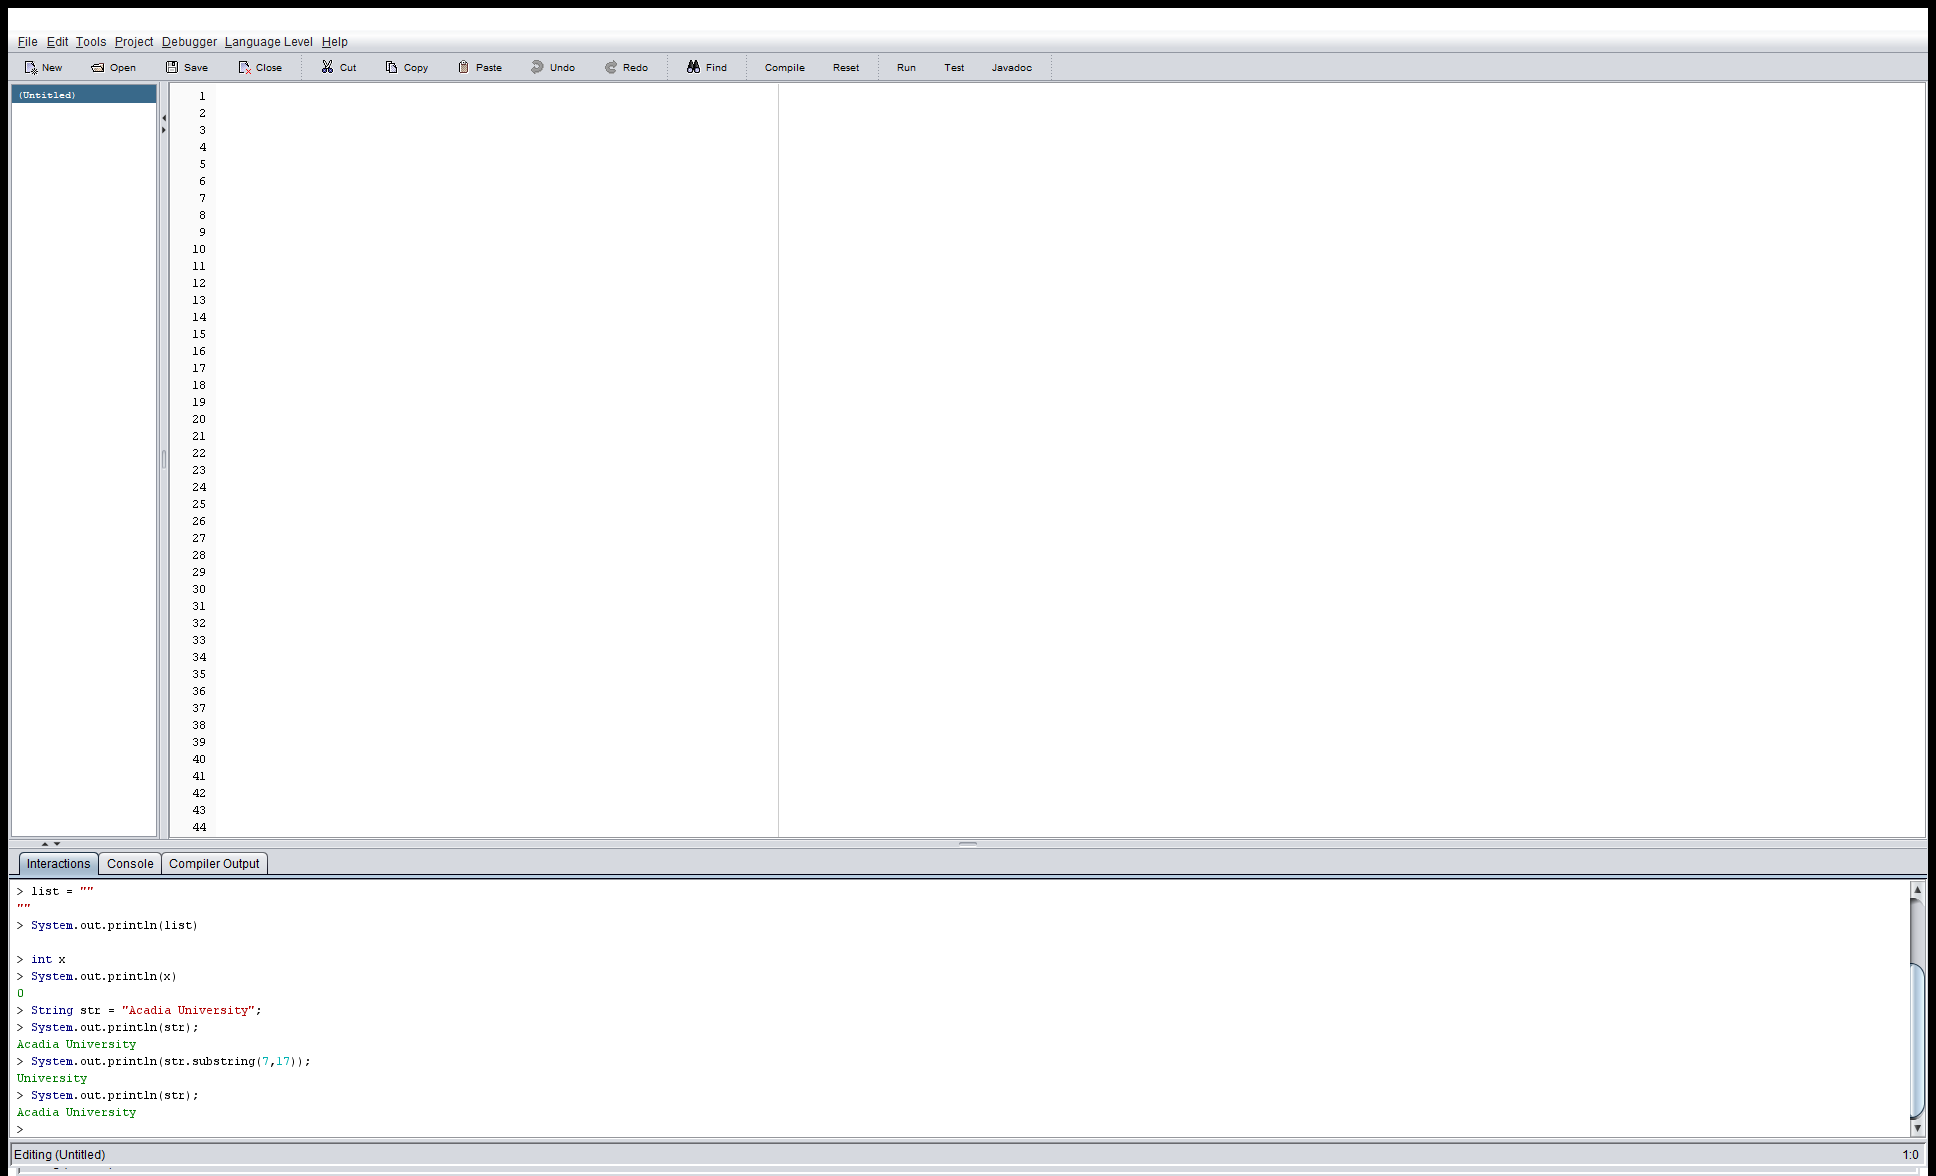 File Edit Tools Project Debugger Language Level Help
New Open Save Close Cut Copy Paste Undo Redo Find Compile Reset Run Test Javadoc
(Untitled)
1
2
3
4
5
6
7
8
9
10
11
12
13
14
15
16
17
18
19
20
21
22
23
24
25
26
27
28
29
30
31
32
33
34
35
36
37
38
39
40
41
42
43
44
Interactions Console Compiler Output
> list = ""
""
> System.out.println(list)
> int x
> System.out.println(x)
0
> String str = "Acadia University";
> System.out.println(str);
Acadia University
> System.out.println(str.substring(7,17));
University
> System.out.println(str);
Acadia University
>
Editing (Untitled) 1:0